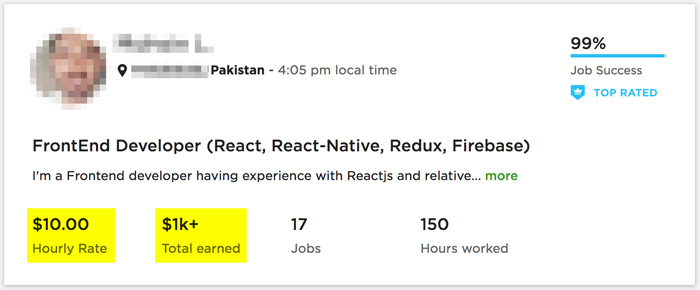 99%
Pakistan - 4:05 pm local time
Job Success
TOP RATED
FrontEnd Developer (React, React-Native, Redux, Firebase)
I'm a Frontend developer having experience with Reactjs and relative... more
$10.00
$1k+
17
150
Hourly Rate
Total earned
Jobs
Hours worked